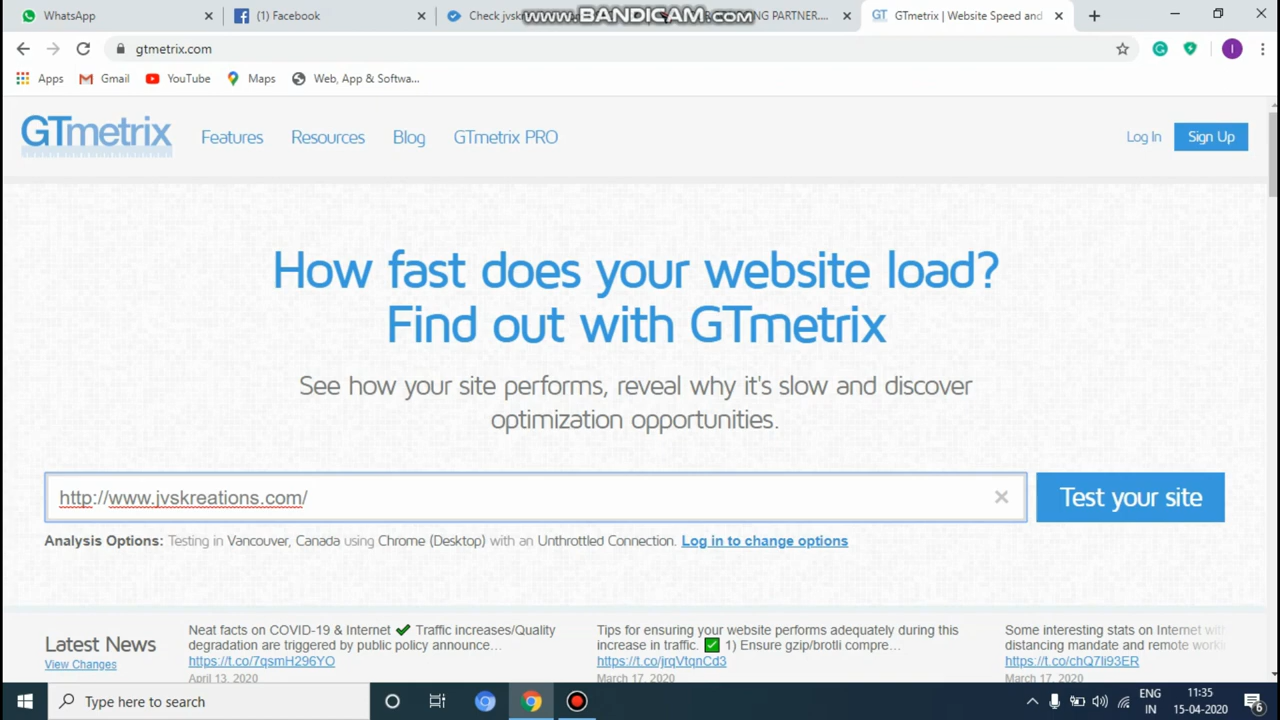 WhatsApp
(1) Facebook
Check jvsk
www.BANDICAM.com
NG PARTNER....
GTmetrix | Website Speed and
gtmetrix.com
I
Apps
Gmail
YouTube
Maps
Web, App & Softwa...
GTmetrix
Features
Resources
Blog
GTmetrix PRO
Log In
Sign Up
How fast does your website load?
Find out with GTmetrix
See how your site performs, reveal why it's slow and discover
optimization opportunities.
http://www.jvskreations.com/
Test your site
Analysis Options: Testing in Vancouver, Canada using Chrome (Desktop) with an Unthrottled Connection. Log in to change options
Latest News
View Changes
Neat facts on COVID-19 & Internet ✔ Traffic increases/Quality
degradation are triggered by public policy announce...
https://t.co/7qsmH296YO
April 13, 2020
Tips for ensuring your website performs adequately during this
increase in traffic. ✅ 1) Ensure gzip/brotli compre...
https://t.co/jrqVtqnCd3
March 17, 2020
Some interesting stats on Internet
distancing mandate and remote
https://t.co/chQ7Ii93ER
March 17, 2020
Type here to search
ENG
IN
11:35
15-04-2020
6